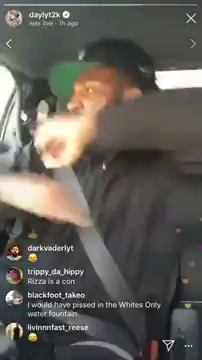 daylyt2k
was live · 1h ago
darkvaderlyt
😂
trippy_da_hippy
Rizza is a con
blackfoot_takeo
I would have pissed in the Whites Only
water fountain
livinnnfast_reese
😂